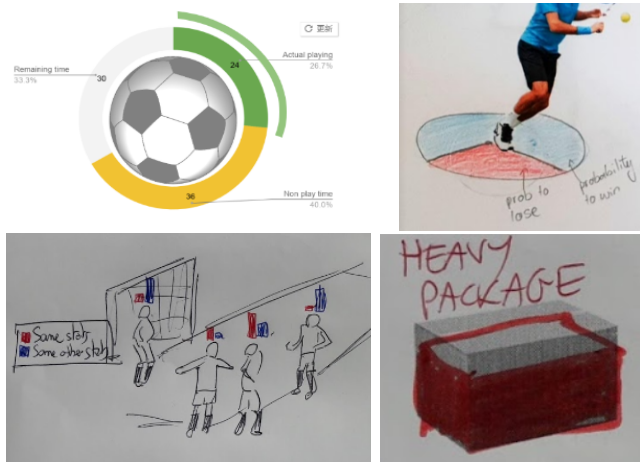 更新
Actual playing
26.7%
24
Remaining time
33.3%
30
36
Non play time
40.0%
prob to
lose
probability
to win
Some stats
Some other stats
HEAVY
PACKAGE